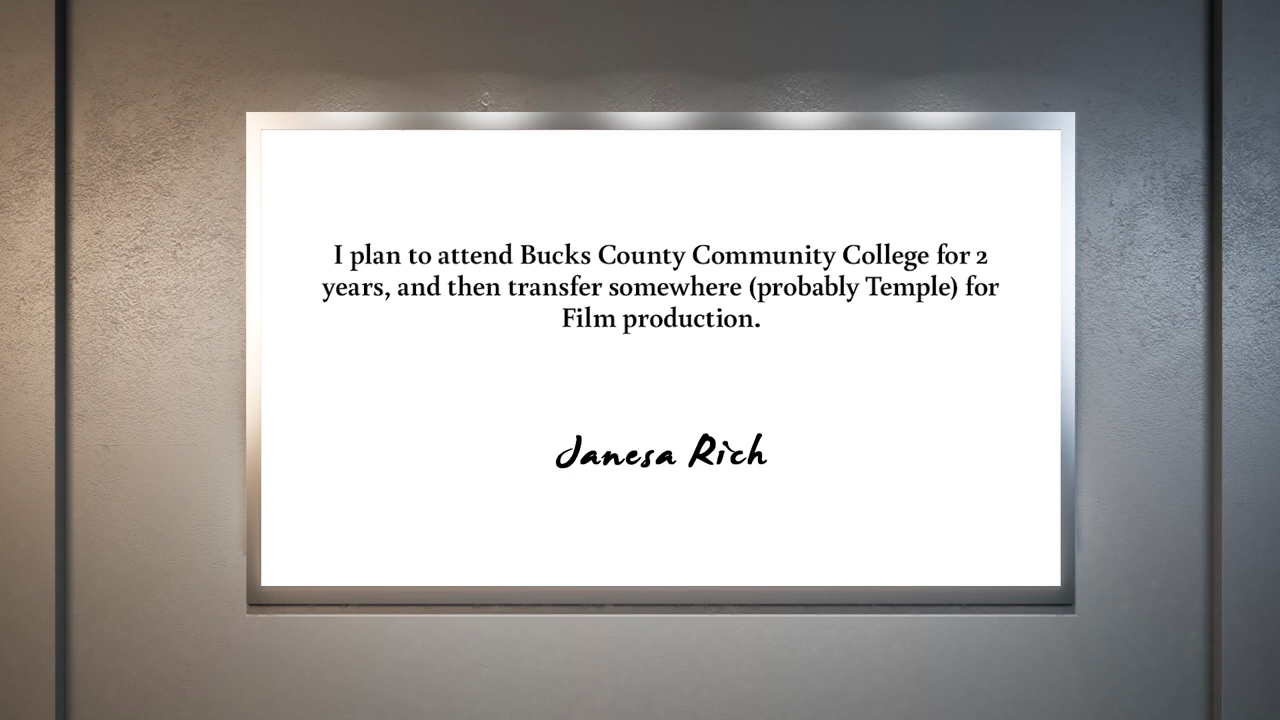 I plan to attend Bucks County Community College for 2
years, and then transfer somewhere (probably Temple) for
Film production.
Janesa Rich